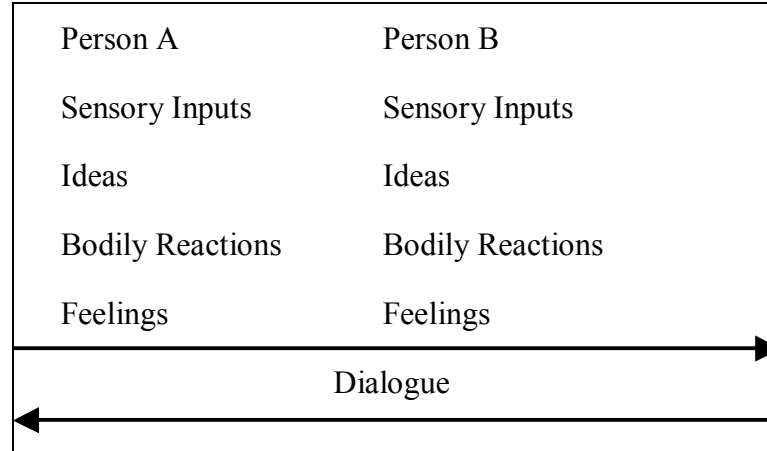 Person A Person B
Sensory Inputs Sensory Inputs
Ideas Ideas
Bodily Reactions Bodily Reactions
Feelings Feelings
Dialogue